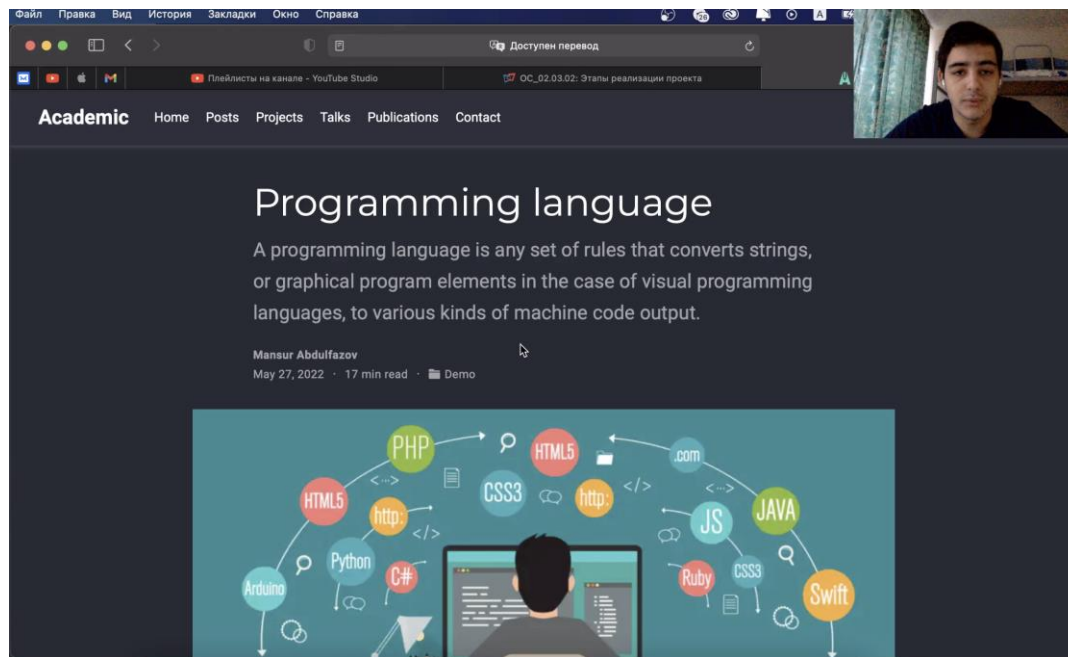 Файл Правка Вид История Закладки Окно Справка
A
Доступен перевод
Плейлисты на канале - YouTube Studio
ОС_02.03.02: Этапы реализации проекта
Academic Home Posts Projects Talks Publications Contact
Programming language
A programming language is any set of rules that converts strings,
or graphical program elements in the case of visual programming
languages, to various kinds of machine code output.
Mansur Abdulfazov
May 27, 2022 · 17 min read · Demo
PHP
HTML5
.com
HTML5
CSS3
http:
JAVA
http:
JS
Python
C#
Ruby
CSS3
Arduino
Swift
</>
</>
</>
<-->
<-->